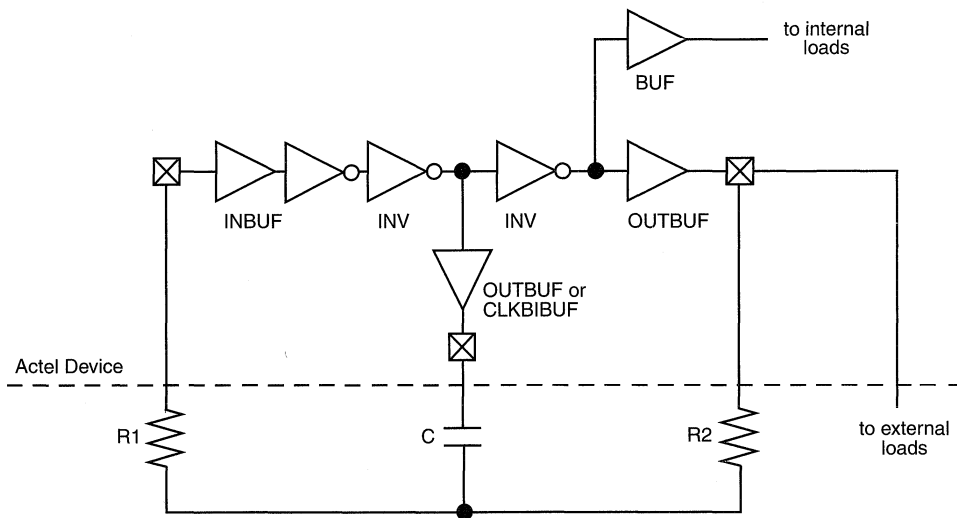 to internal
loads
BUF
INBUF
INV
INV
OUTBUF
OUTBUF or
CLKBIBUF
Actel Device
R1
C
R2
to external
loads